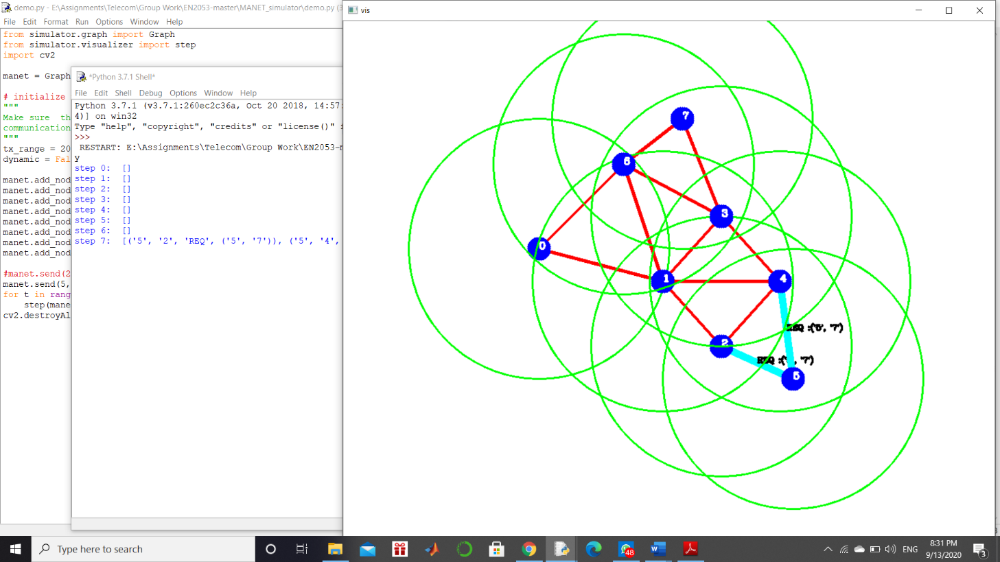 demo.py - E:\Assignments\Telecom\Group Work\EN2053-master\MANET_simulator\demo.py (3
File Edit Format Run Options Window Help
from simulator.graph import Graph
from simulator.visualizer import step
import cv2
manet = Graph
# initialize
"""
Make sure th
communication
"""
tx_range = 20
dynamic = Fal
manet.add_nod
manet.add_nod
manet.add_nod
manet.add_nod
manet.add_nod
manet.add_nod
manet.add_nod
manet.add_nod
#manet.send(2
manet.send(5,
for t in rang
step(mane
cv2.destroyAl
*Python 3.7.1 Shell*
File Edit Shell Debug Options Window Help
Python 3.7.1 (v3.7.1:260ec2c36a, Oct 20 2018, 14:57:
4)] on win32
Type "help", "copyright", "credits" or "license()" f
>>>
RESTART: E:\Assignments\Telecom\Group Work\EN2053-m
y
step 0: []
step 1: []
step 2: []
step 3: []
step 4: []
step 5: []
step 6: []
step 7: [('5', '2', 'REQ', ('5', '7')), ('5', '4',
vis
7
6
3
0
1
4
2
5
REQ :('5', '7')
REQ :( , '7')
Type here to search
48
ENG
8:31 PM
9/13/2020
3